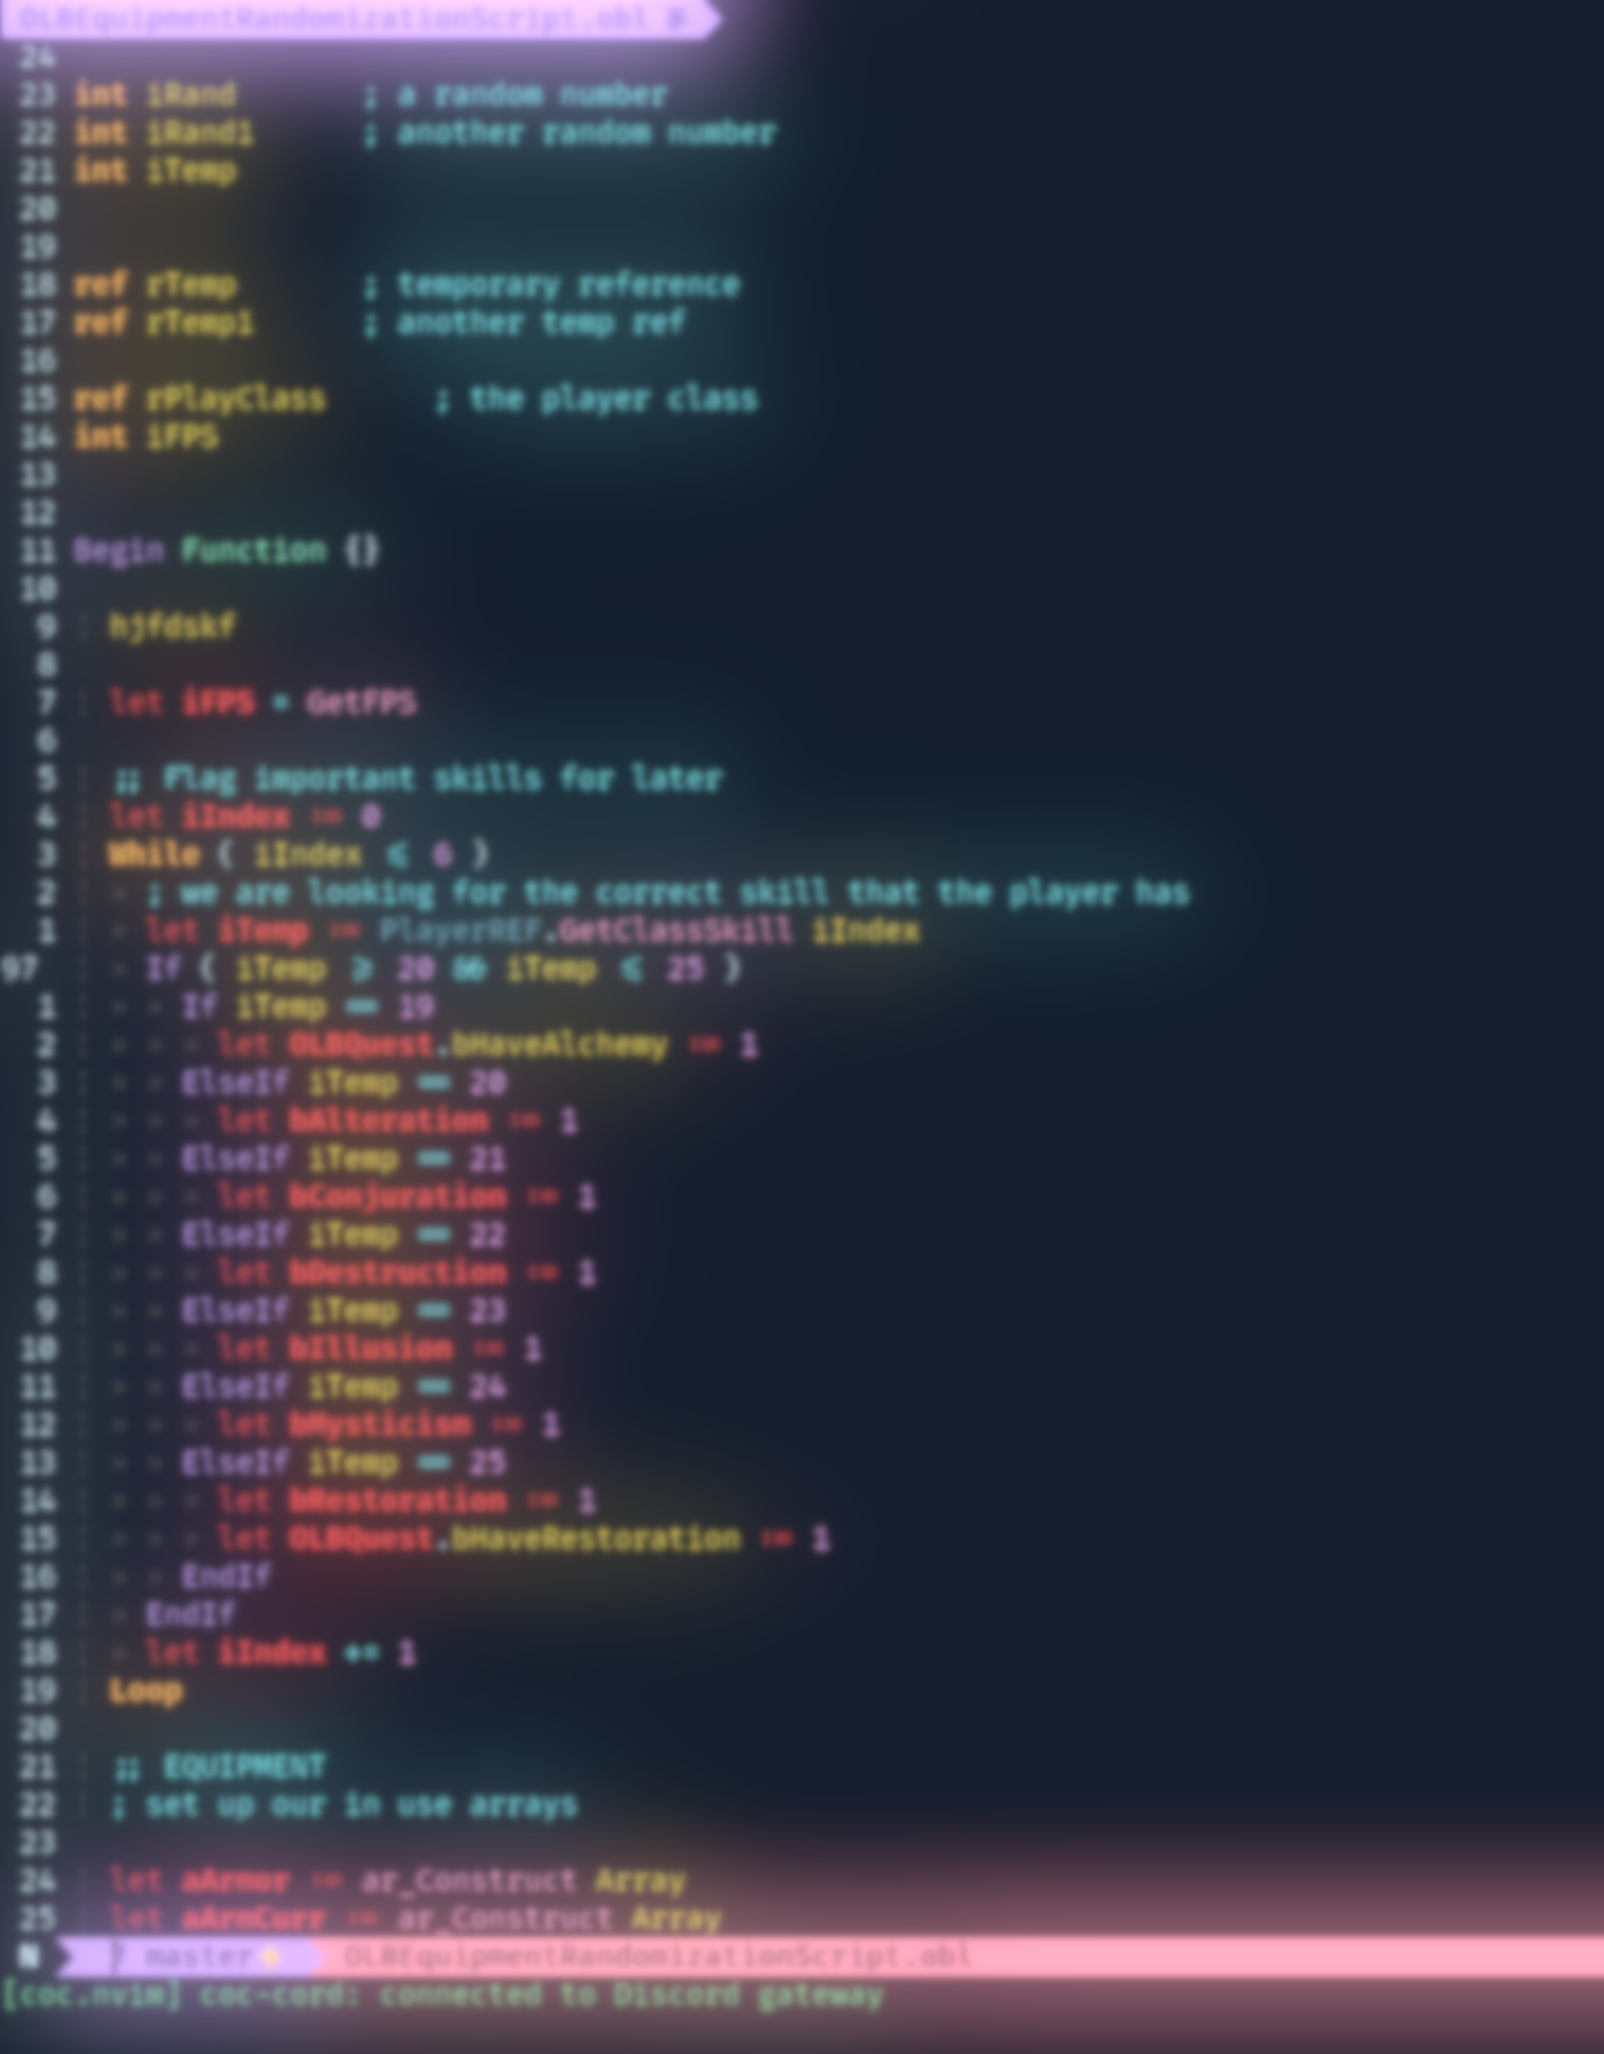 OLBEquipmentRandomizationScript.obl
24
23 int iRand ; a random number
22 int iRand1 ; another random number
21 int iTemp
20
19
18 ref rTemp ; temporary reference
17 ref rTemp1 ; another temp ref
16
15 ref rPlayClass ; the player class
14 int iFPS
13
12
11 Begin Function {}
10
9 hjfdskf
8
7 let iFPS = GetFPS
6
5 ;; Flag important skills for later
4 let iIndex := 0
3 While ( iIndex <= 6 )
2 ; we are looking for the correct skill that the player has
1 let iTemp := PlayerREF.GetClassSkill iIndex
97 If ( iTemp >= 20 && iTemp <= 25 )
1 If iTemp == 19
2 let OLBQuest.bHaveAlchemy := 1
3 ElseIf iTemp == 20
4 let bAlteration := 1
5 ElseIf iTemp == 21
6 let bConjuration := 1
7 ElseIf iTemp == 22
8 let bDestruction := 1
9 ElseIf iTemp == 23
10 let bIllusion := 1
11 ElseIf iTemp == 24
12 let bMysticism := 1
13 ElseIf iTemp == 25
14 let bRestoration := 1
15 let OLBQuest.bHaveRestoration := 1
16 EndIf
17 EndIf
18 let iIndex += 1
19 Loop
20
21 ;; EQUIPMENT
22 ; set up our in use arrays
23
24 let aArmor := ar_Construct Array
25 let aArmCurr := ar_Construct Array
N master OLBEquipmentRandomizationScript.obl
[coc.nvim] coc-cord: connected to Discord gateway